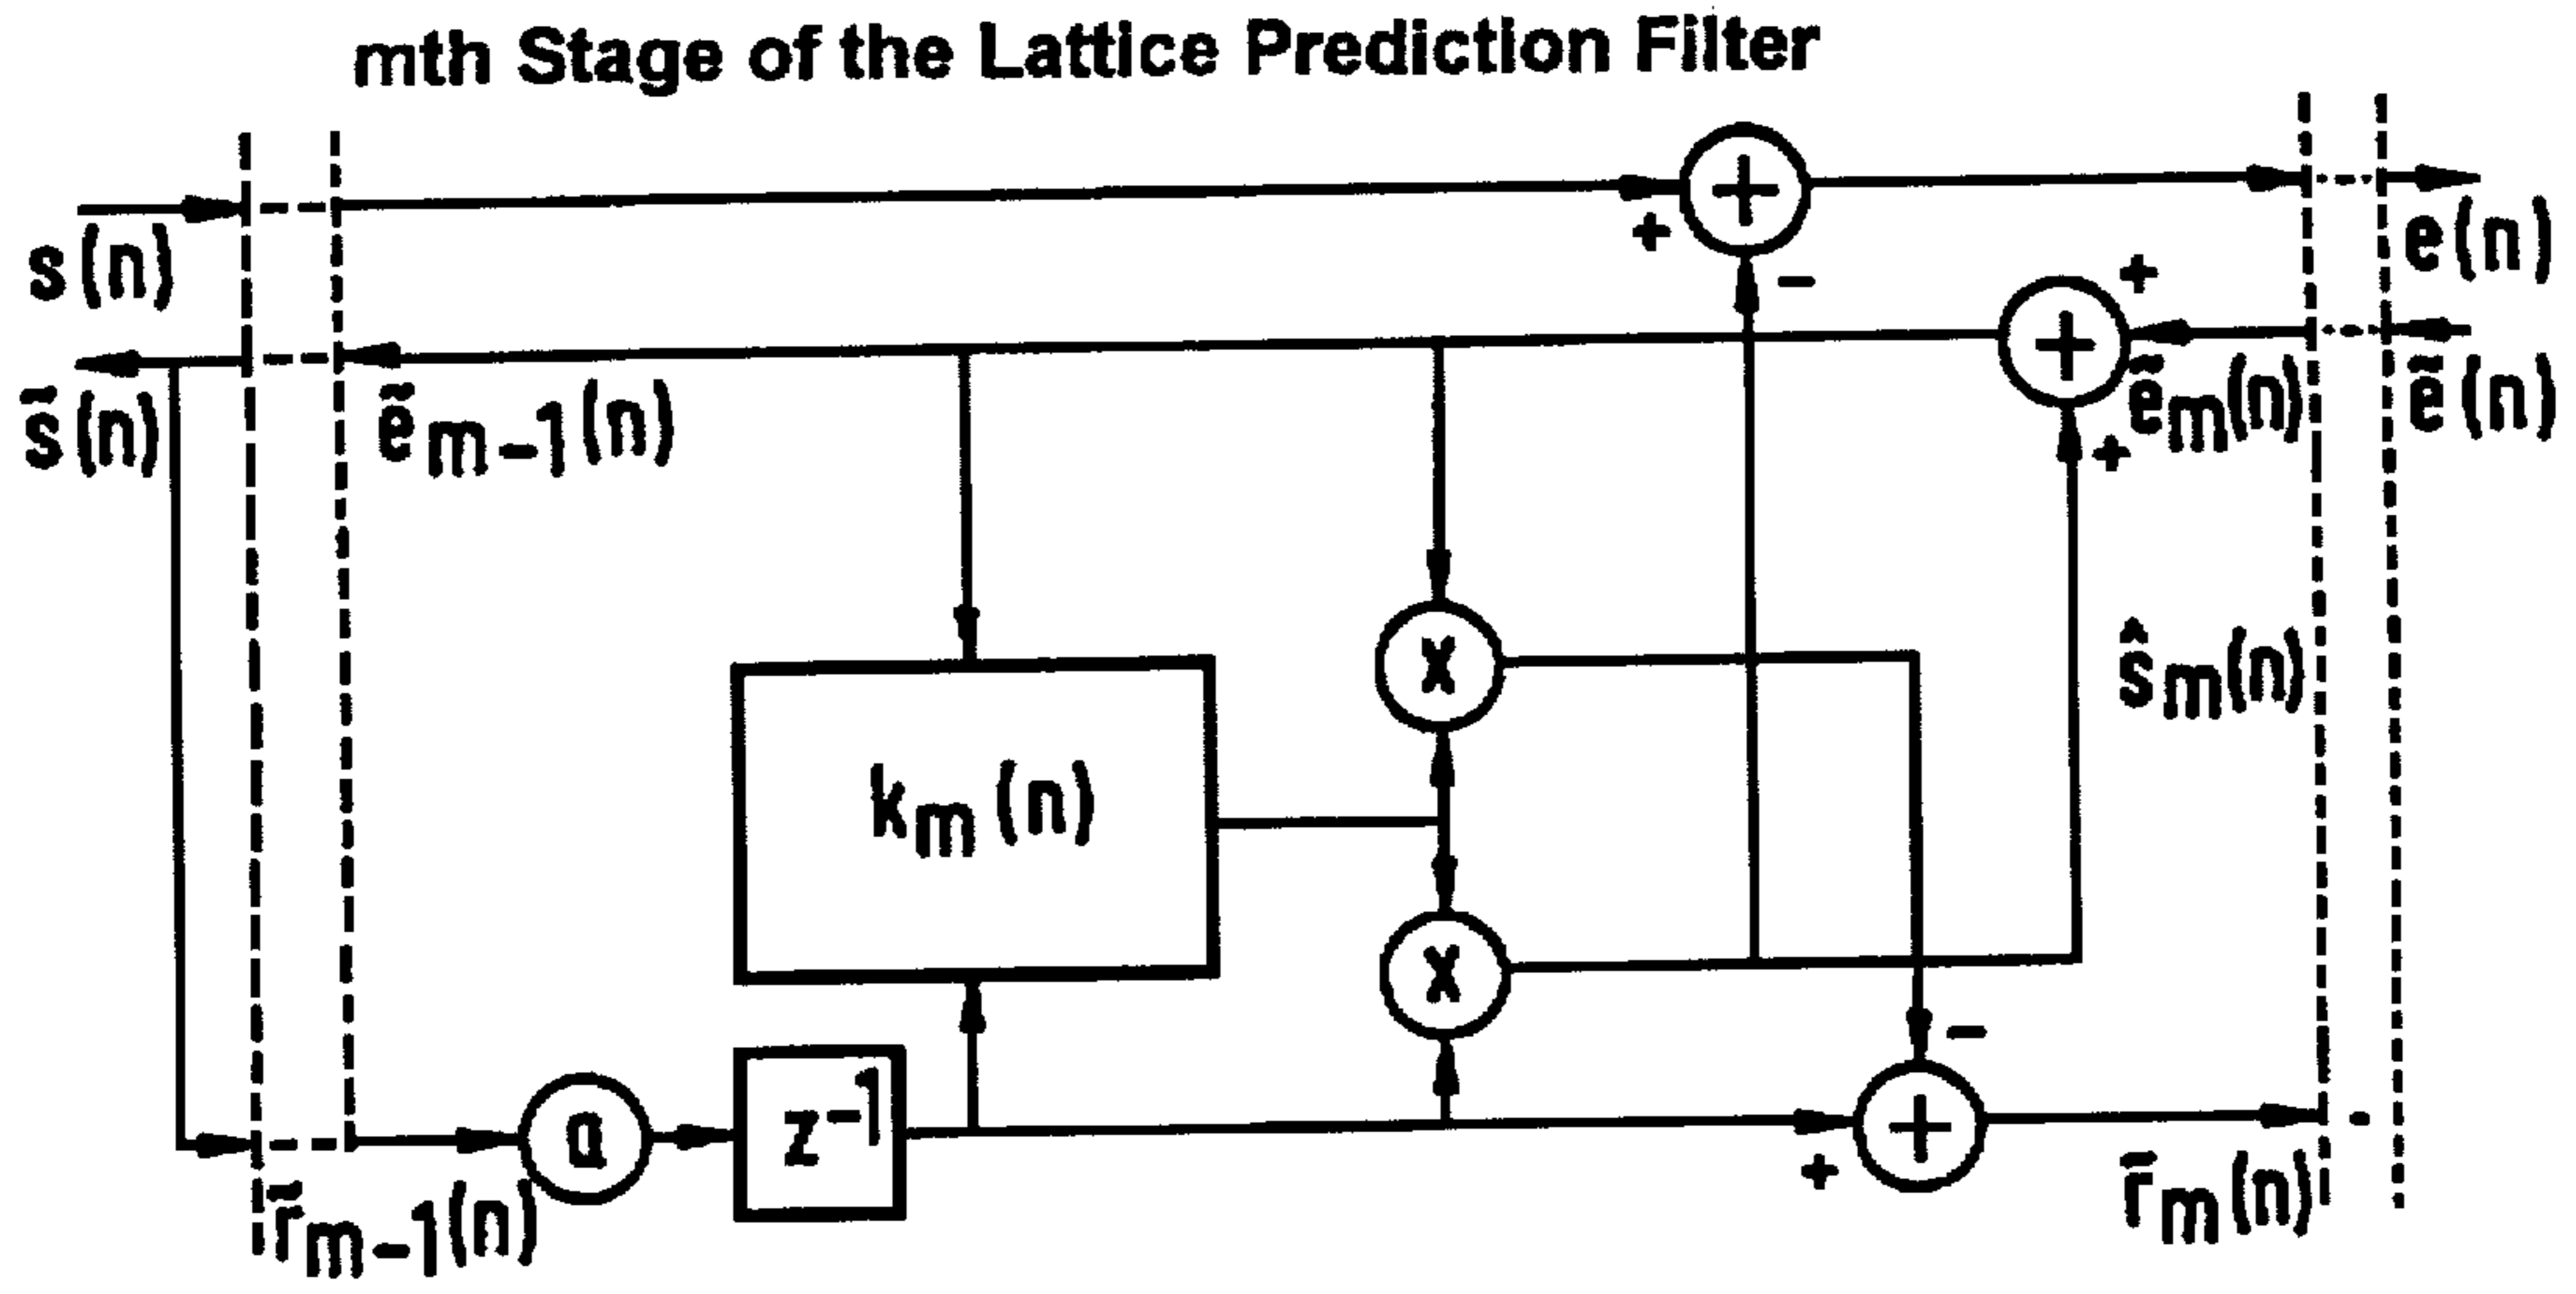 mth Stage of the Lattice Prediction Filter
+
s(n)
+
-
e(n)
+
+
s̃(n)
ẽm-1(n)
+
ẽm(n)
ẽ(n)
x
ŝm(n)
km(n)
x
-
a
z-1
+
+
r̃m-1(n)
r̃m(n)